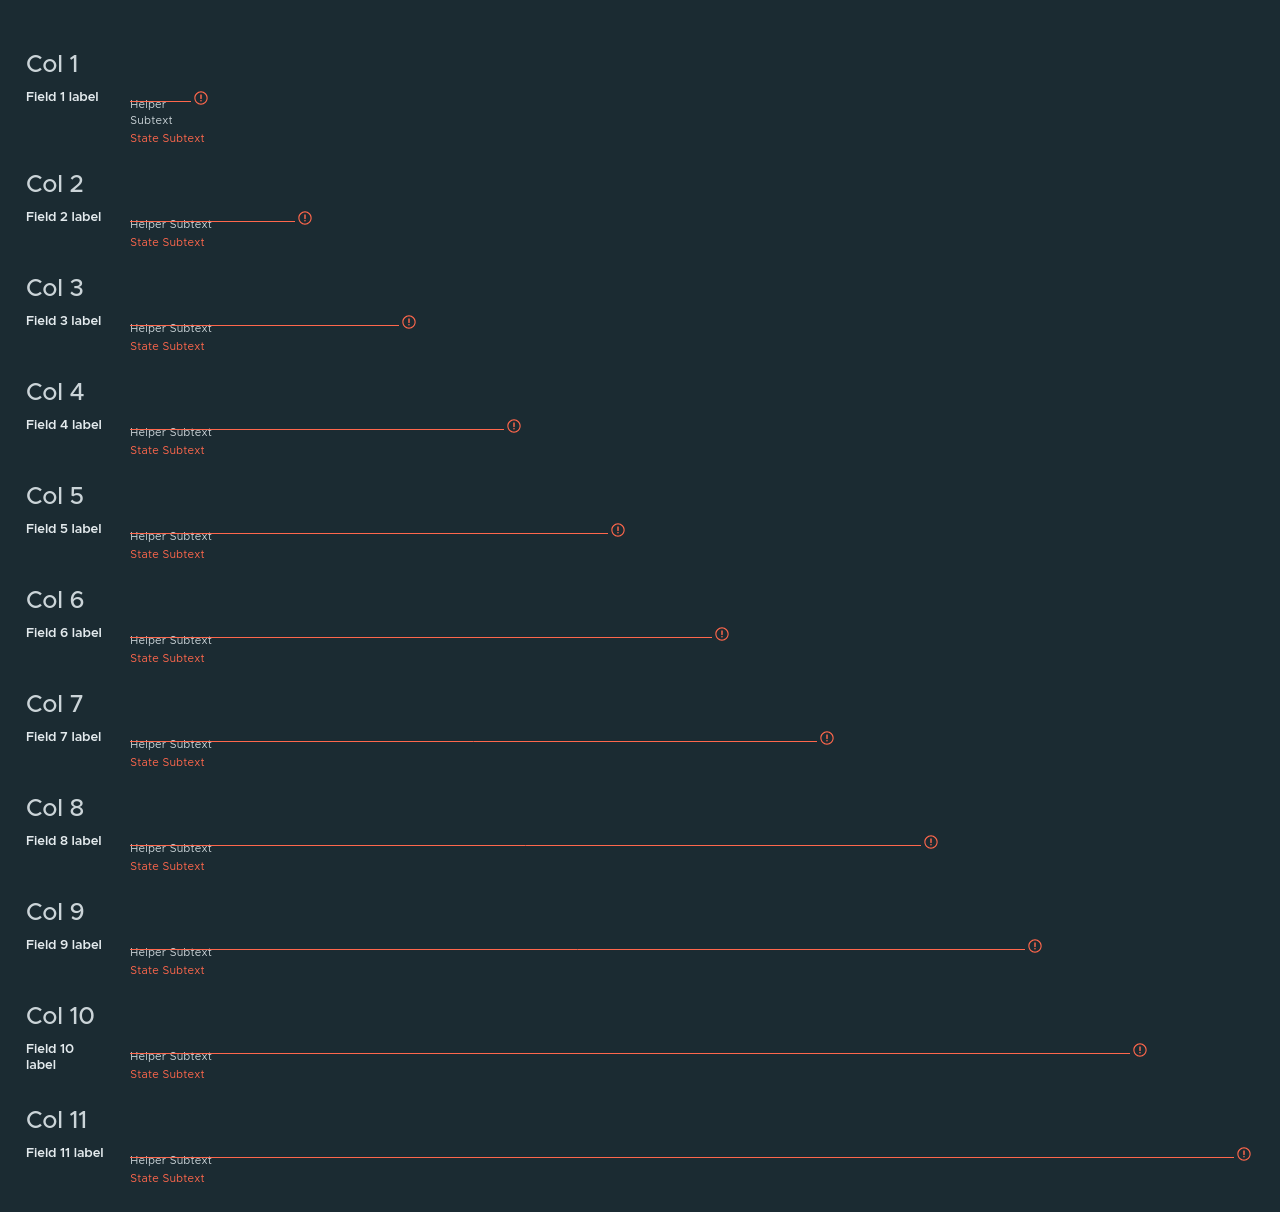 Col 1
Field 1 label
Helper
Subtext
State Subtext
Col 2
Field 2 label
Helper Subtext
State Subtext
Col 3
Field 3 label
Helper Subtext
State Subtext
Col 4
Field 4 label
Helper Subtext
State Subtext
Col 5
Field 5 label
Helper Subtext
State Subtext
Col 6
Field 6 label
Helper Subtext
State Subtext
Col 7
Field 7 label
Helper Subtext
State Subtext
Col 8
Field 8 label
Helper Subtext
State Subtext
Col 9
Field 9 label
Helper Subtext
State Subtext
Col 10
Field 10
label
Helper Subtext
State Subtext
Col 11
Field 11 label
Helper Subtext
State Subtext